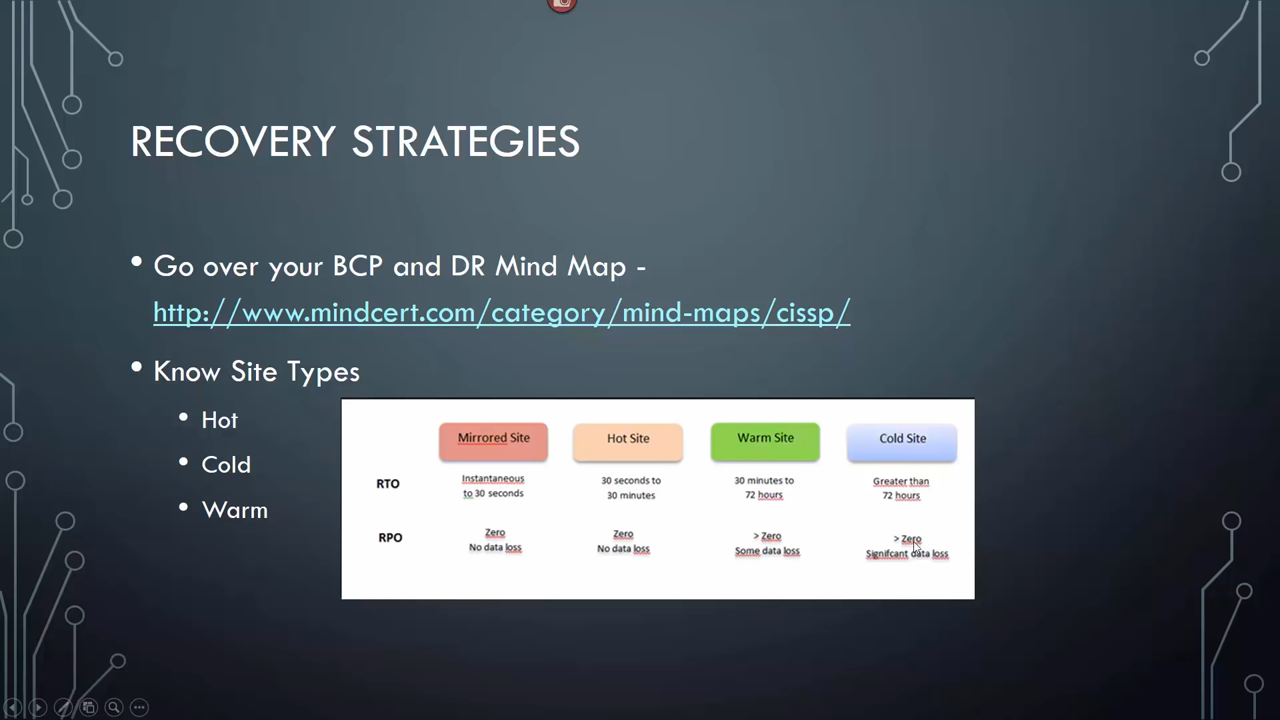 RECOVERY STRATEGIES
• Go over your BCP and DR Mind Map -
http://www.mindcert.com/category/mind-maps/cissp/
• Know Site Types
• Hot
• Cold
• Warm
Mirrored Site Hot Site Warm Site Cold Site
RTO
Instantaneous
to 30 seconds
30 seconds to
30 minutes
30 minutes to
72 hours
Greater than
72 hours
RPO
Zero
No data loss
Zero
No data loss
> Zero
Some data loss
> Zero
Signifcant data loss